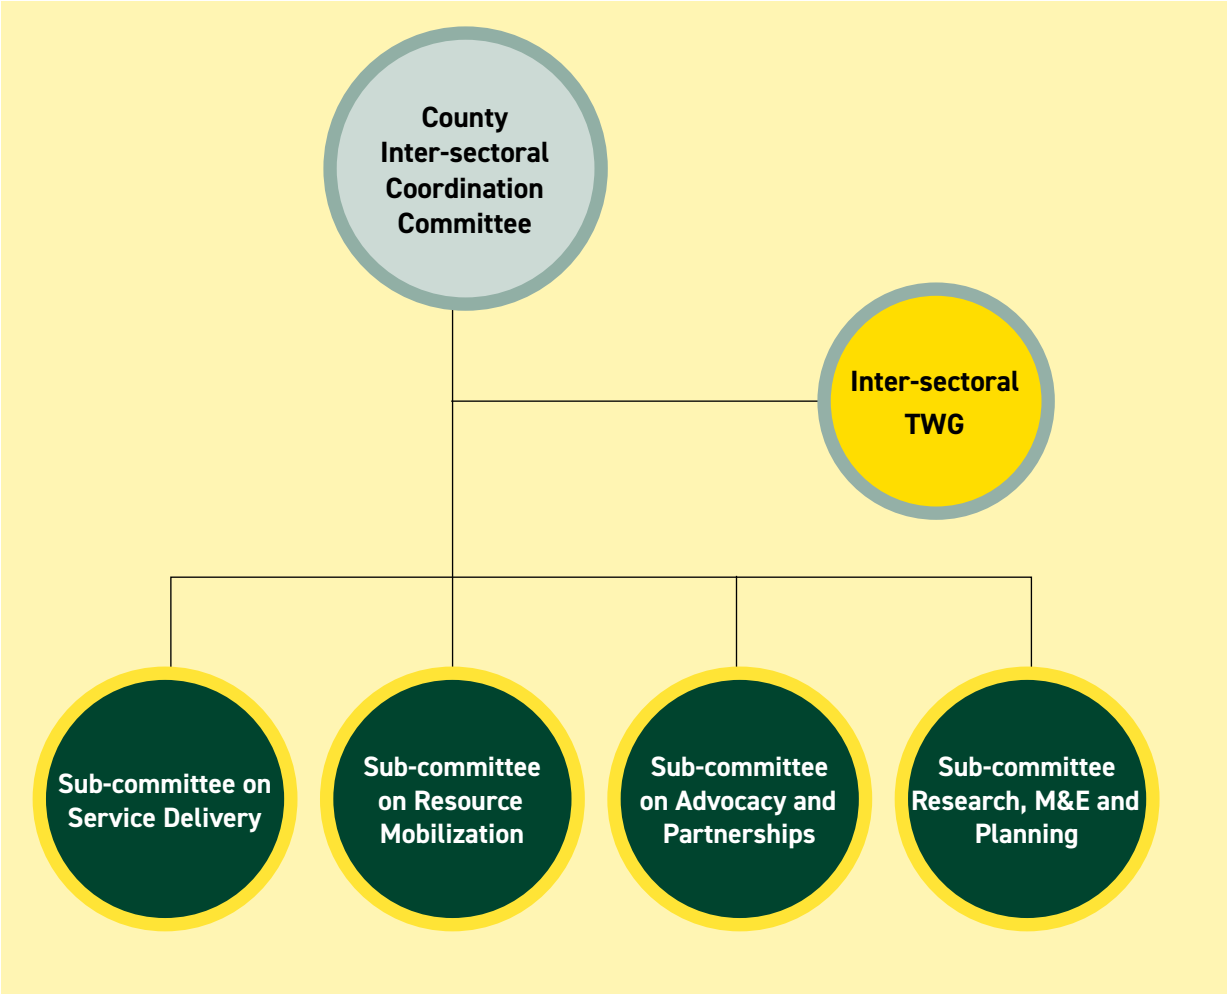 County
Inter-sectoral
Coordination
Committee
Inter-sectoral
TWG
Sub-committee on
Service Delivery
Sub-committee
on Resource
Mobilization
Sub-committee
on Advocacy and
Partnerships
Sub-committee
Research, M&E and
Planning